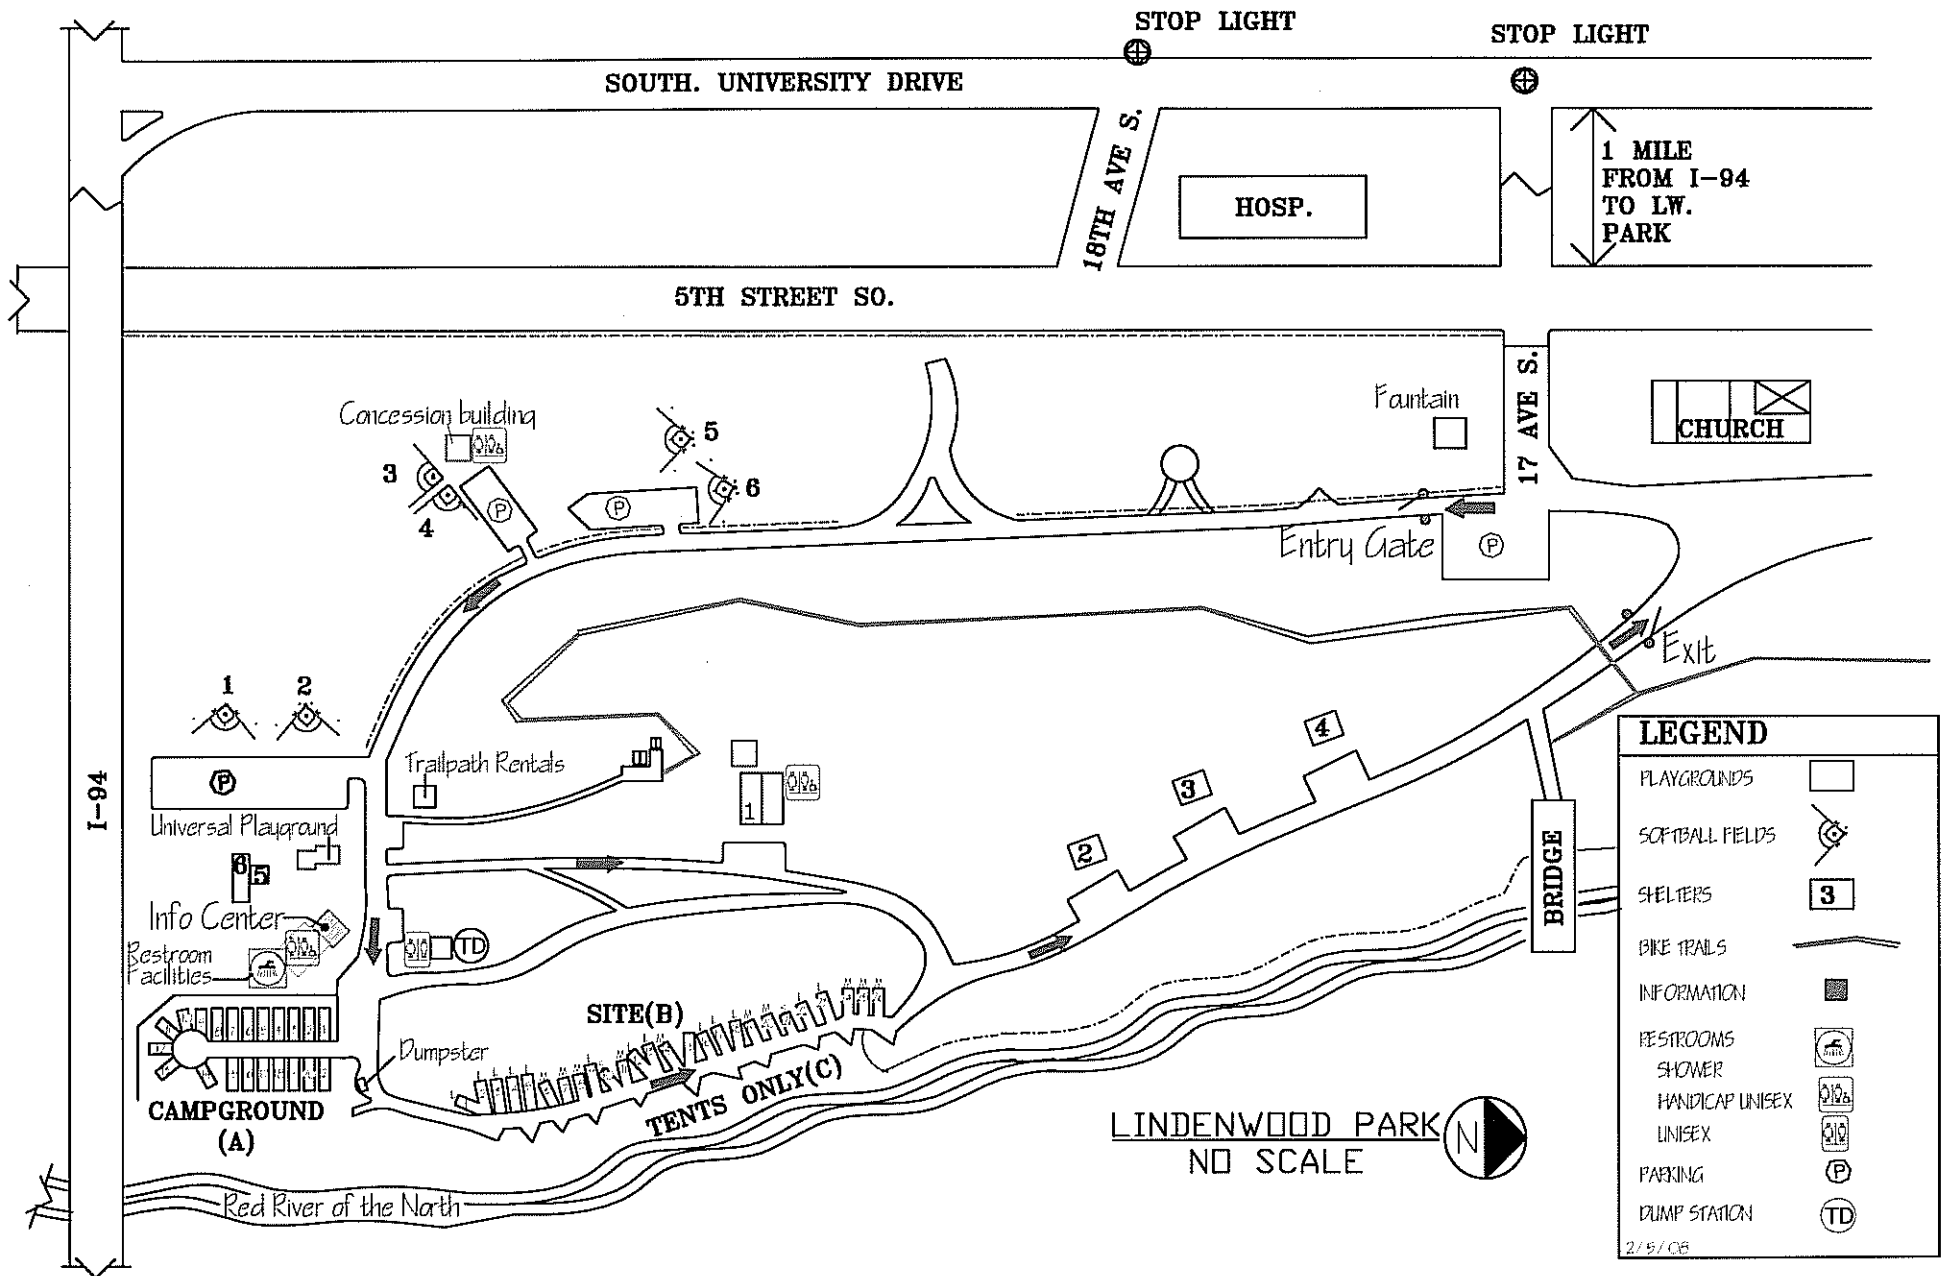 STOP LIGHT
STOP LIGHT
SOUTH. UNIVERSITY DRIVE
18TH AVE S.
HOSP.
1 MILE
FROM I-94
TO LW.
PARK
5TH STREET SO.
17 AVE S.
Fountain
CHURCH
Concession building
3
4
5
6
P
P
Entry Gate
P
Exit
1
2
P
I-94
Trailpath Rentals
1
Universal Playground
6
5
Info Center
Restroom
Facilities
TD
2
3
4
BRIDGE
SITE(B)
TENTS ONLY(C)
Dumpster
CAMPGROUND
(A)
Red River of the North
LINDENWOOD PARK
NO SCALE
N
LEGEND
PLAYGROUNDS
SOFTBALL FIELDS
SHELTERS
3
BIKE TRAILS
INFORMATION
RESTROOMS
SHOWER
HANDICAP UNISEX
UNISEX
PARKING
P
DUMP STATION
TD
2/5/08